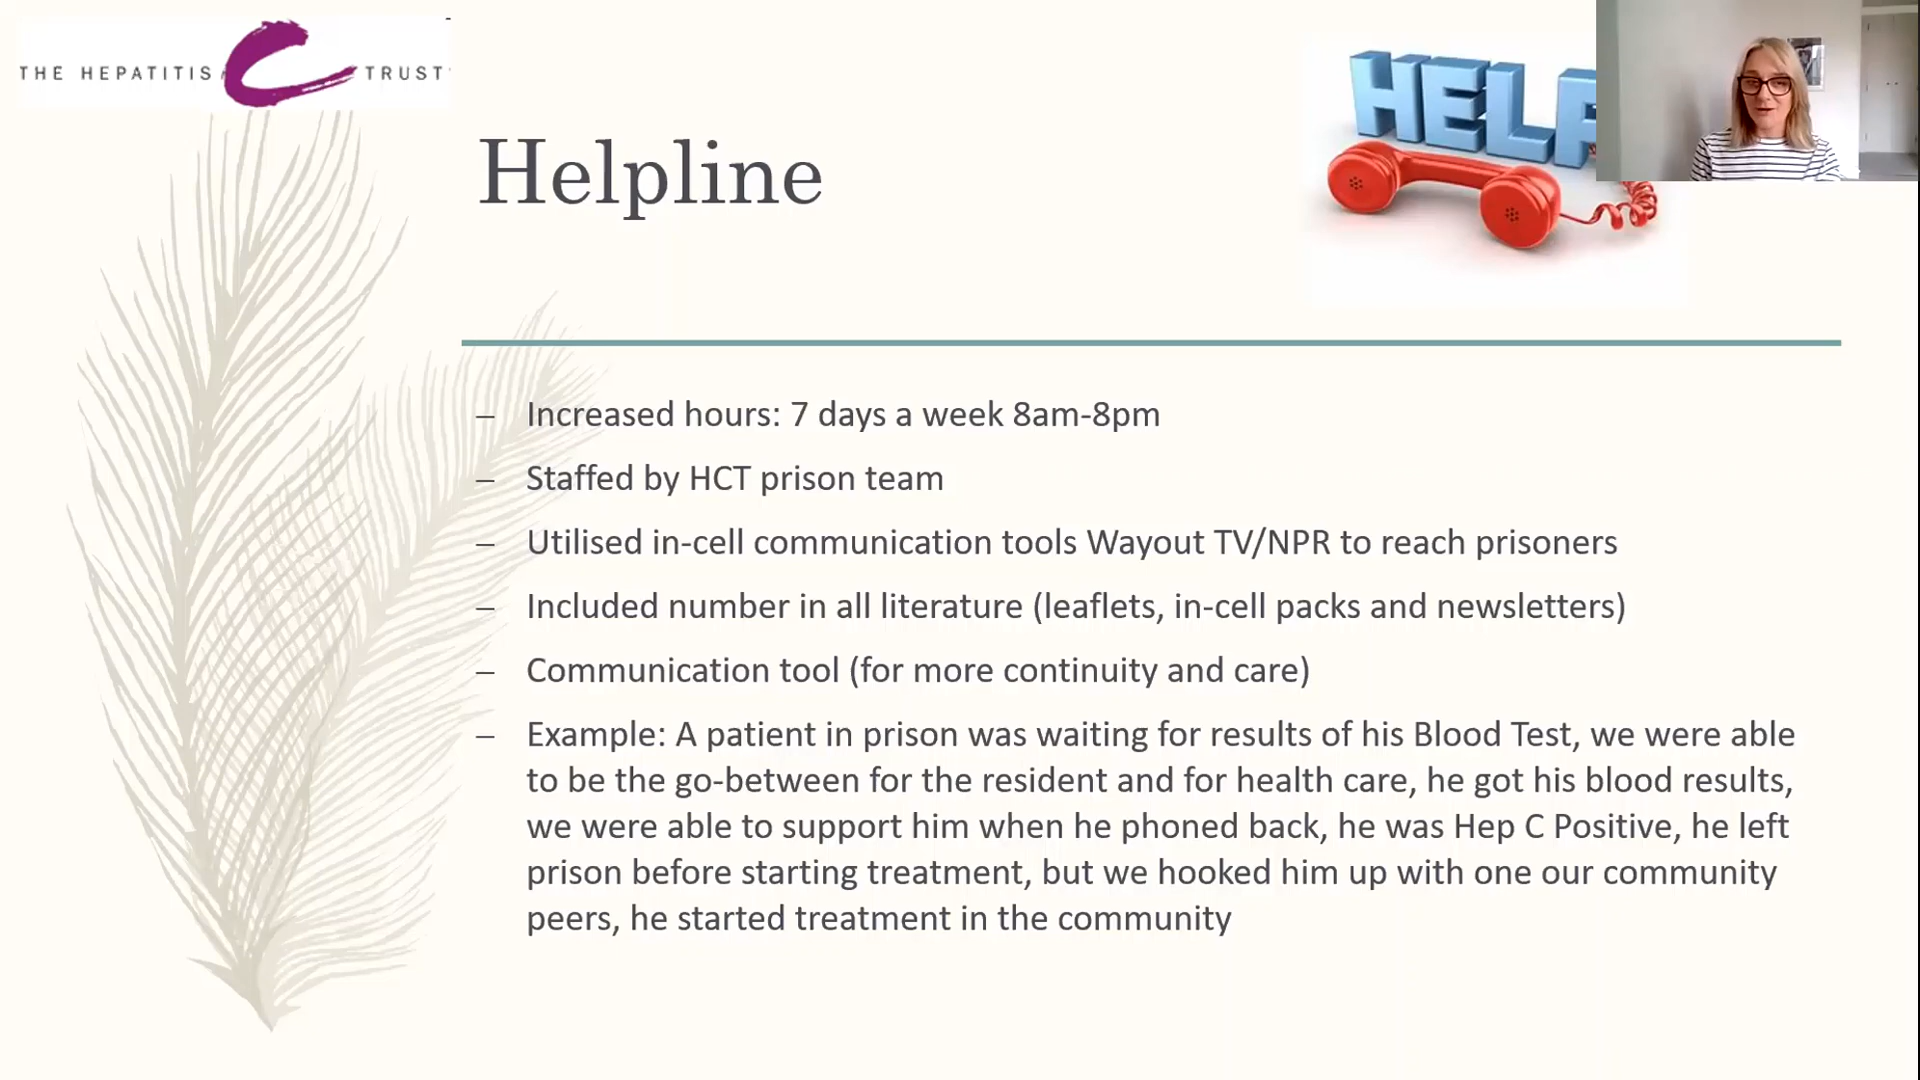 THE HEPATITIS C TRUST
Helpline
HELP
– Increased hours: 7 days a week 8am-8pm
– Staffed by HCT prison team
– Utilised in-cell communication tools Wayout TV/NPR to reach prisoners
– Included number in all literature (leaflets, in-cell packs and newsletters)
– Communication tool (for more continuity and care)
– Example: A patient in prison was waiting for results of his Blood Test, we were able
to be the go-between for the resident and for health care, he got his blood results,
we were able to support him when he phoned back, he was Hep C Positive, he left
prison before starting treatment, but we hooked him up with one our community
peers, he started treatment in the community